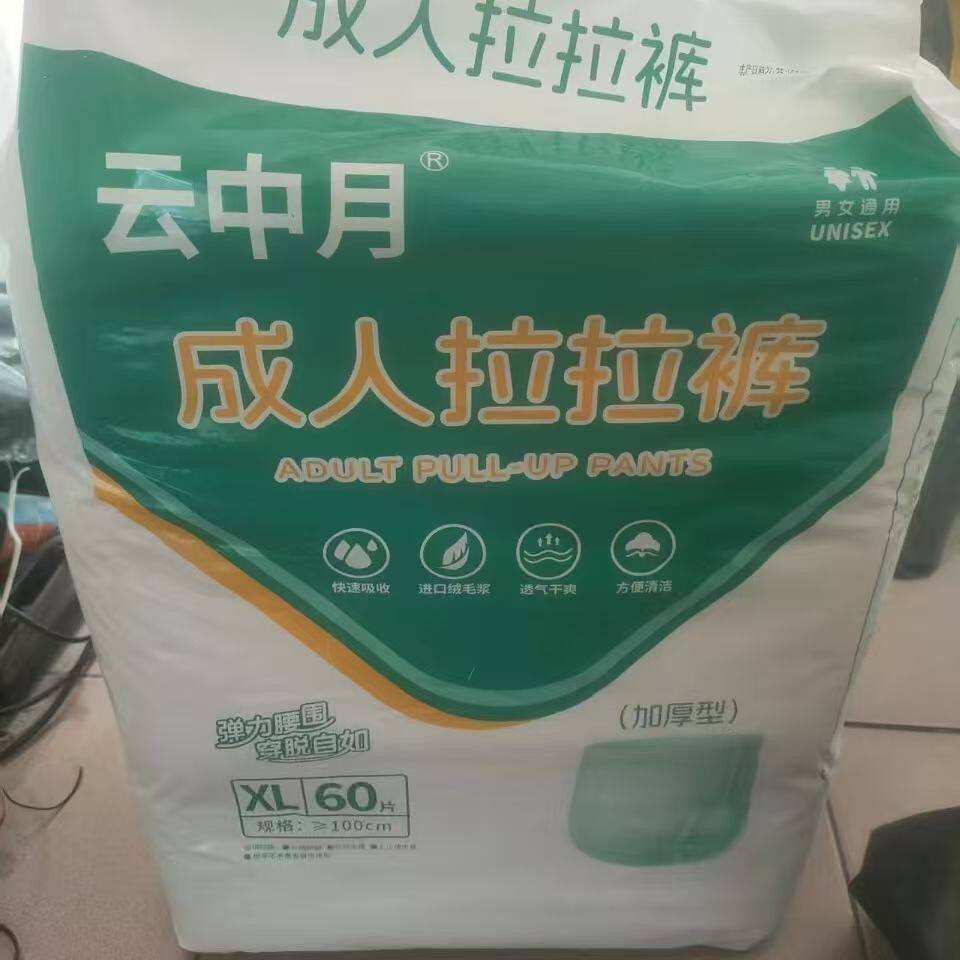 成人拉拉裤
云中月®
男女通用
UNISEX
成人拉拉裤
ADULT PULL-UP PANTS
快速吸收 进口绒毛浆 透气干爽 方便清洁
弹力腰围
穿脱自如
(加厚型)
XL 60片
规格：≥100cm